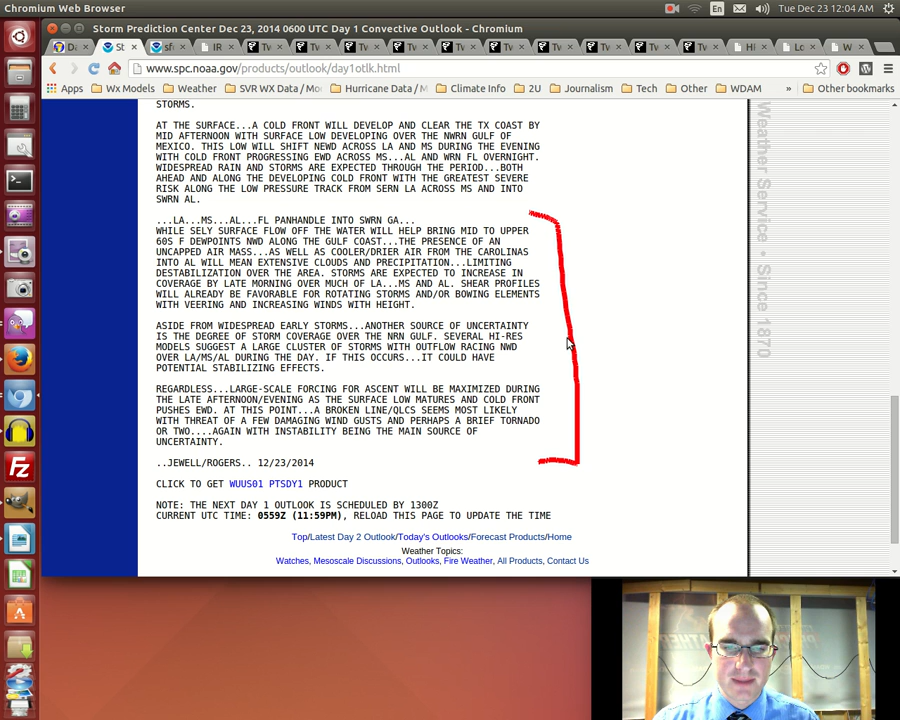 Chromium Web Browser En Tue Dec 23, 12:04 AM
Storm Prediction Center Dec 23, 2014 0600 UTC Day 1 Convective Outlook - Chromium
Da St sfc IR Tw Tw Tw Tw Tw Tw Tw Tw Tw Tw Hi Lo W
www.spc.noaa.gov/products/outlook/day1otlk.html
Apps Wx Models Weather SVR WX Data / Mo Hurricane Data / M Climate Info 2U Journalism Tech Other WDAM » Other bookmarks
STORMS.
AT THE SURFACE...A COLD FRONT WILL DEVELOP AND CLEAR THE TX COAST BY
MID AFTERNOON WITH SURFACE LOW DEVELOPING OVER THE NWRN GULF OF
MEXICO. THIS LOW WILL SHIFT NEWD ACROSS LA AND MS DURING THE EVENING
WITH COLD FRONT PROGRESSING EWD ACROSS MS...AL AND WRN FL OVERNIGHT.
WIDESPREAD RAIN AND STORMS ARE EXPECTED THROUGH THE PERIOD...BOTH
AHEAD AND ALONG THE DEVELOPING COLD FRONT WITH THE GREATEST SEVERE
RISK ALONG THE LOW PRESSURE TRACK FROM SERN LA ACROSS MS AND INTO
SWRN AL.
...LA...MS...AL...FL PANHANDLE INTO SWRN GA...
WHILE SELY SURFACE FLOW OFF THE WATER WILL HELP BRING MID TO UPPER
60S F DEWPOINTS NWD ALONG THE GULF COAST...THE PRESENCE OF AN
UNCAPPED AIR MASS...AS WELL AS COOLER/DRIER AIR FROM THE CAROLINAS
INTO AL WILL MEAN EXTENSIVE CLOUDS AND PRECIPITATION...LIMITING
DESTABILIZATION OVER THE AREA. STORMS ARE EXPECTED TO INCREASE IN
COVERAGE BY LATE MORNING OVER MUCH OF LA...MS AND AL. SHEAR PROFILES
WILL ALREADY BE FAVORABLE FOR ROTATING STORMS AND/OR BOWING ELEMENTS
WITH VEERING AND INCREASING WINDS WITH HEIGHT.
ASIDE FROM WIDESPREAD EARLY STORMS...ANOTHER SOURCE OF UNCERTAINTY
IS THE DEGREE OF STORM COVERAGE OVER THE NRN GULF. SEVERAL HI-RES
MODELS SUGGEST A LARGE CLUSTER OF STORMS WITH OUTFLOW RACING NWD
OVER LA/MS/AL DURING THE DAY. IF THIS OCCURS...IT COULD HAVE
POTENTIAL STABILIZING EFFECTS.
REGARDLESS...LARGE-SCALE FORCING FOR ASCENT WILL BE MAXIMIZED DURING
THE LATE AFTERNOON/EVENING AS THE SURFACE LOW MATURES AND COLD FRONT
PUSHES EWD. AT THIS POINT...A BROKEN LINE/QLCS SEEMS MOST LIKELY
WITH THREAT OF A FEW DAMAGING WIND GUSTS AND PERHAPS A BRIEF TORNADO
OR TWO....AGAIN WITH INSTABILITY BEING THE MAIN SOURCE OF
UNCERTAINTY.
..JEWELL/ROGERS.. 12/23/2014
CLICK TO GET WUUS01 PTSDY1 PRODUCT
NOTE: THE NEXT DAY 1 OUTLOOK IS SCHEDULED BY 1300Z
CURRENT UTC TIME: 0559Z (11:59PM), RELOAD THIS PAGE TO UPDATE THE TIME
Top/Latest Day 2 Outlook/Today's Outlooks/Forecast Products/Home
Weather Topics:
Watches, Mesoscale Discussions, Outlooks, Fire Weather, All Products, Contact Us
Weather Service • Since 1870